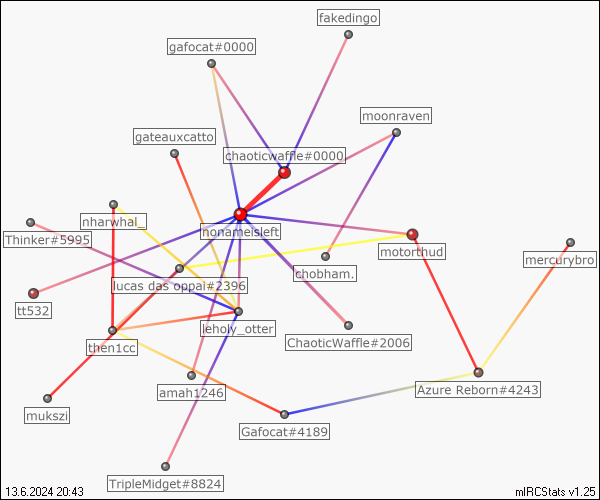 fakedingo
gafocat#0000
moonraven
gateauxcatto
chaoticwaffle#0000
nharwhal_
nonameisleft
Thinker#5995
motorthud
mercurybro
chobham.
lucas das oppai#2396
tt532
leholy_otter
ChaoticWaffle#2006
then1cc
amah1246
Azure Reborn#4243
mukszi
Gafocat#4189
TripleMidget#8824
13.6.2024 20:43
mIRCStats v1.25